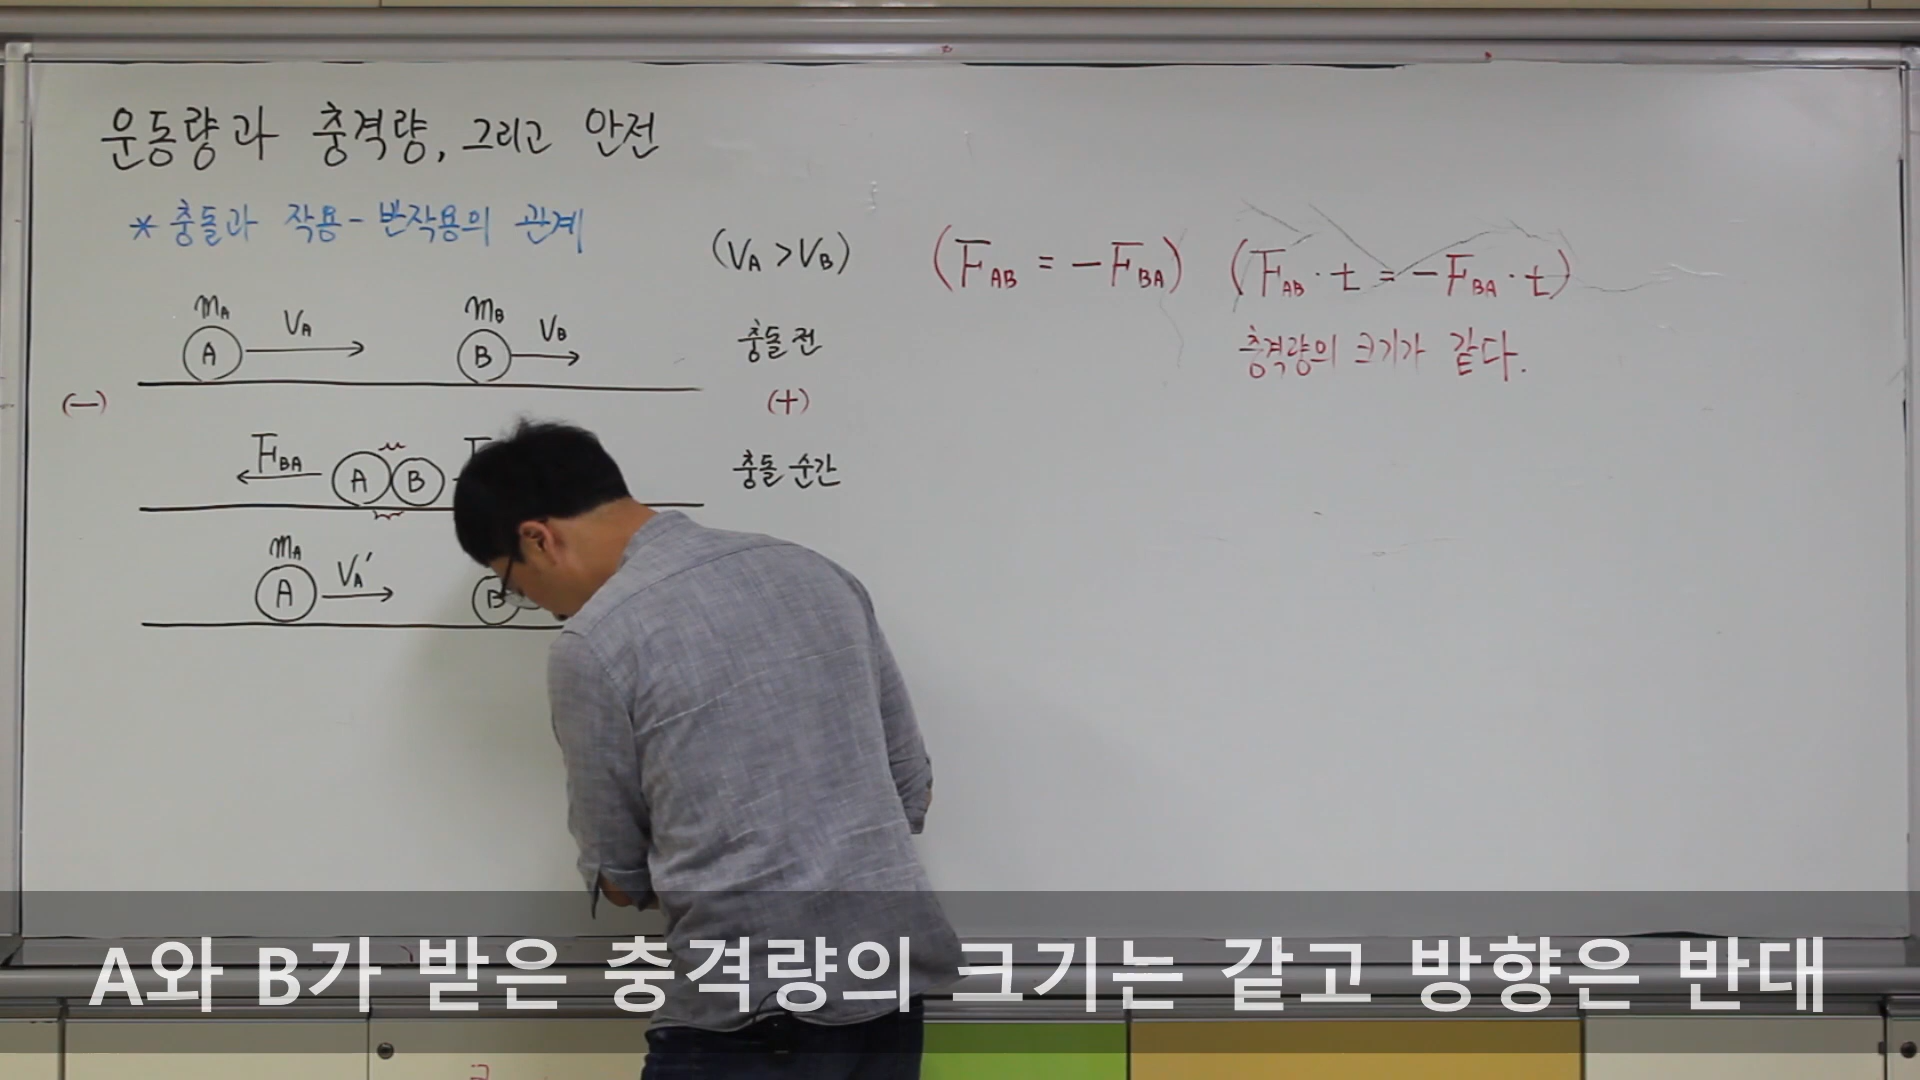 운동량과 충격량, 그리고 안전
* 충돌과 작용-반작용의 관계
(VA > VB)
(FAB = -FBA) (FAB · t = -FBA · t)
충격량의 크기가 같다.
mA
VA
A
mB
VB
B
충돌 전
(-)
(+)
FBA
A B
충돌 순간
mA
VA'
A
B
A와 B가 받은 충격량의 크기는 같고 방향은 반대